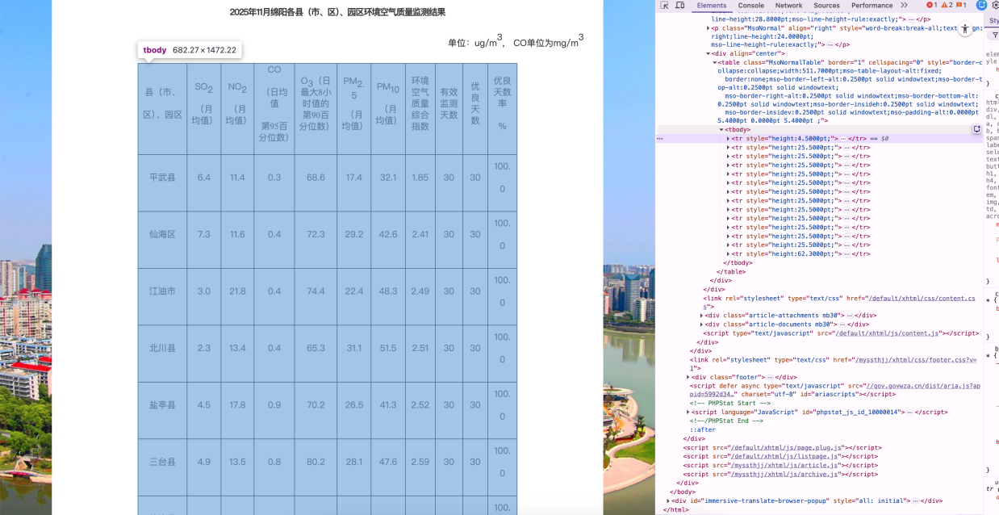 2025年11月绵阳各县（市、区）、园区环境空气质量监测结果
单位：ug/m3， CO单位为mg/m3
tbody 682.27×1472.22
县（市、
区）、园区
SO2
（月
均值）
NO2
（月
均值）
CO
（日均
值
第95百
分位数）
O3（日
最大8小
时值的
第90百
分位数）
PM2.
5
（月
均值）
PM10
（月
均值）
环境
空气
质量
综合
指数
有效
监测
天数
优
良
天
数
优良
天数
率
%
平武县 6.4 11.4 0.3 68.6 17.4 32.1 1.85 30 30 100.
0
仙海区 7.3 11.6 0.4 72.3 29.2 42.6 2.41 30 30 100.
0
江油市 3.0 21.8 0.4 74.4 22.4 48.3 2.49 30 30 100.
0
北川县 2.3 13.4 0.4 65.3 31.1 51.5 2.51 30 30 100.
0
盐亭县 4.5 17.8 0.9 70.2 26.5 41.3 2.52 30 30 100.
0
三台县 4.9 13.5 0.8 80.2 28.1 47.6 2.59 30 30 100.
0
100.
Elements Console Network Sources Performance >> 1 2 1
line-height:28.8000pt;mso-line-height-rule:exactly;">…</p>
<p class="MsoNormal" align="right" style="word-break:break-all;text
right;line-height:24.0000pt;
mso-line-height-rule:exactly;">…</p>
<div align="center">
<table class="MsoNormalTable" border="1" cellspacing="0" style="border-c
ollapse:collapse;width:511.7000pt;mso-table-layout-alt:fixed;
border:none;mso-border-left-alt:0.2500pt solid windowtext;mso-border-t
op-alt:0.2500pt solid windowtext;
mso-border-right-alt:0.2500pt solid windowtext;mso-border-bottom-alt:
0.2500pt solid windowtext;mso-border-insideh:0.2500pt solid windowtext;
mso-border-insidev:0.2500pt solid windowtext;mso-padding-alt:0.0000pt
5.4000pt 0.0000pt 5.4000pt ;">
<tbody>
<tr style="height:4.5000pt;">…</tr> == $0
<tr style="height:25.5000pt;">…</tr>
<tr style="height:25.5000pt;">…</tr>
<tr style="height:25.5000pt;">…</tr>
<tr style="height:25.5000pt;">…</tr>
<tr style="height:25.5000pt;">…</tr>
<tr style="height:25.5000pt;">…</tr>
<tr style="height:25.5000pt;">…</tr>
<tr style="height:25.5000pt;">…</tr>
<tr style="height:25.5000pt;">…</tr>
<tr style="height:25.5000pt;">…</tr>
<tr style="height:25.5000pt;">…</tr>
<tr style="height:25.5000pt;">…</tr>
<tr style="height:62.3000pt;">…</tr>
</tbody>
</table>
</div>
</div>
<link rel="stylesheet" type="text/css" href="/default/xhtml/css/content.cs
s">
<div class="article-attachments mb30">…</div>
<div class="article-documents mb30">…</div>
<script type="text/javascript" src="/default/xhtml/js/content.js"></script>
</div>
</div>
<link rel="stylesheet" type="text/css" href="/myssthjj/xhtml/css/footer.css?v=
1">
<div class="footer">…</div>
<script defer async type="text/javascript" src="//gov.govwza.cn/dist/aria.js?ap
pid=5992d34…" charset="utf-8" id="ariascripts"></script>
<!-- PHPStat Start -->
<script language="JavaScript" id="phpstat_js_id_10000014">…</script>
<!--/PHPStat End -->
::after
</div>
<script src="/default/xhtml/js/page.plug.js"></script>
<script src="/default/xhtml/js/listpage.js"></script>
<script src="/myssthjj/xhtml/js/article.js"></script>
<script src="/myssthjj/xhtml/js/archive.js"></script>
</div>
</body>
<div id="immersive-translate-browser-popup" style="all: initial">…</div>
</html>